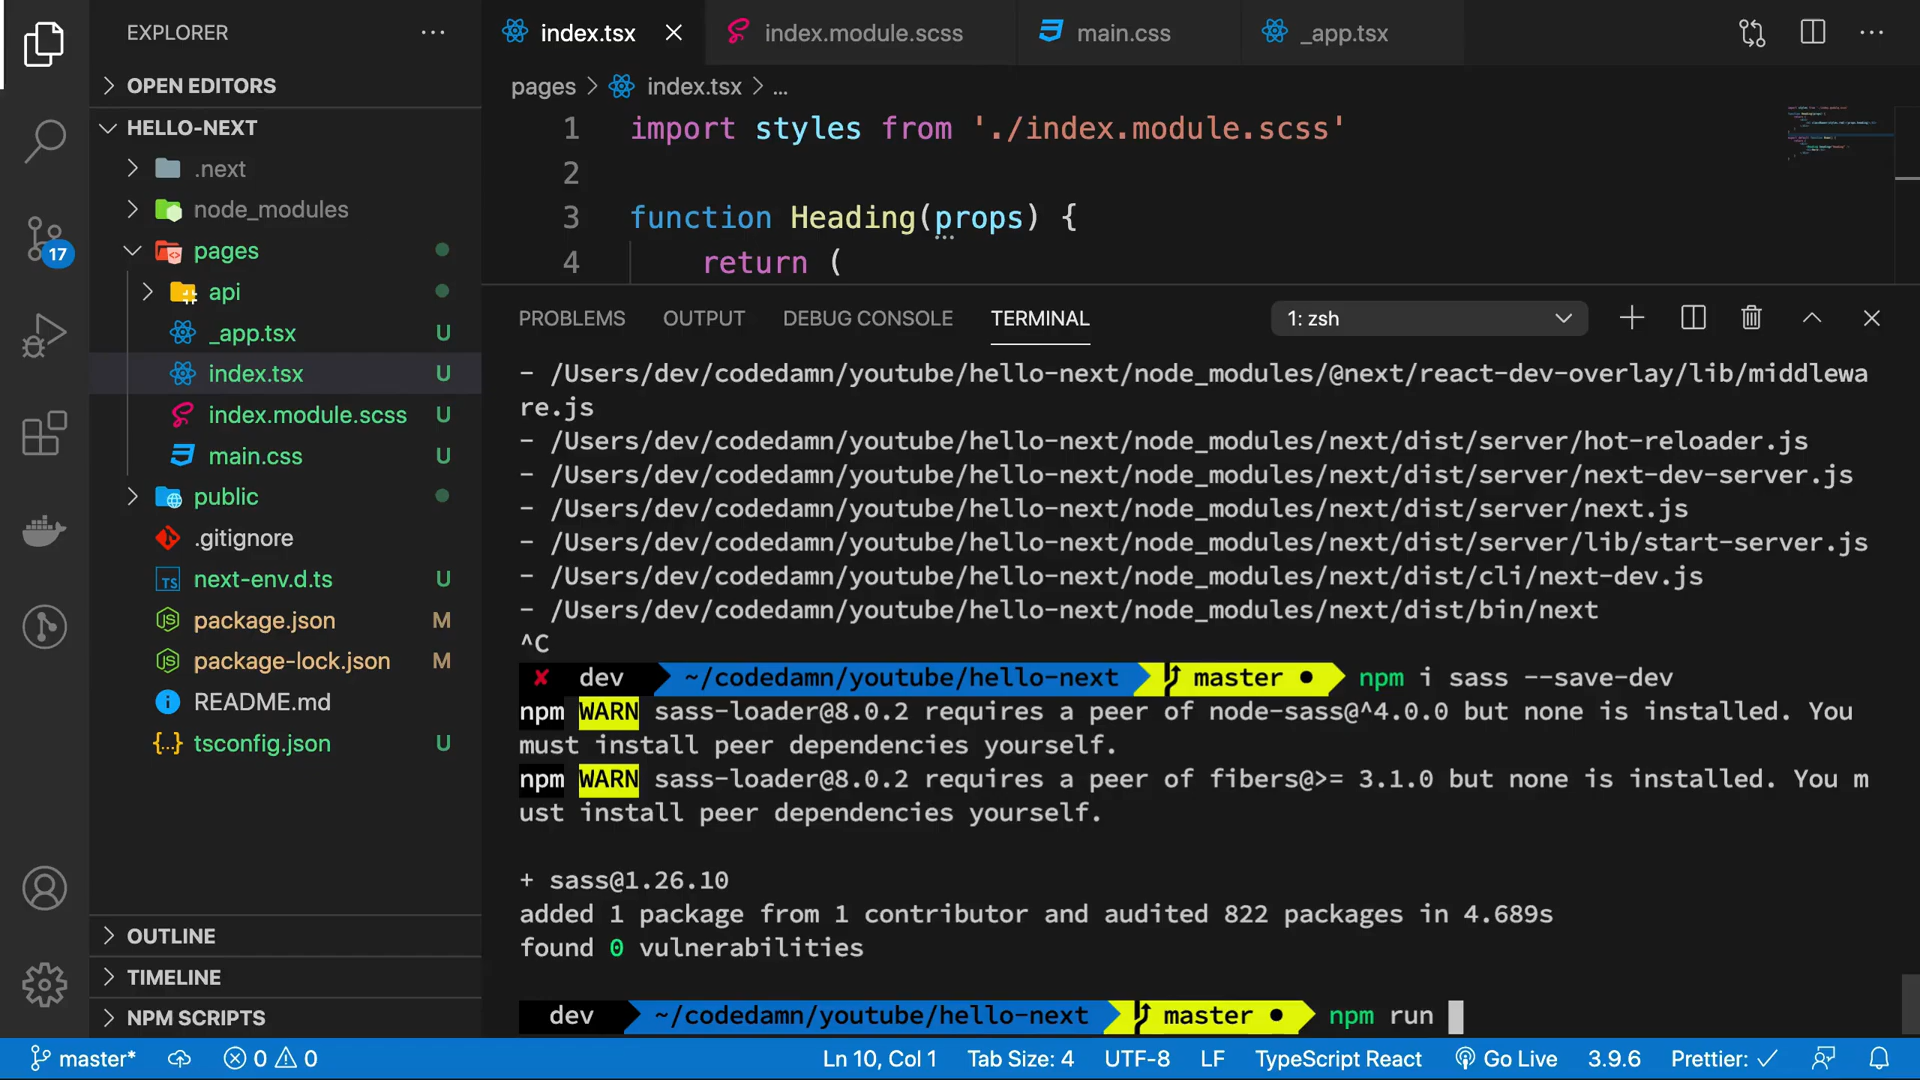 EXPLORER
OPEN EDITORS
HELLO-NEXT
.next
node_modules
pages
api
_app.tsx U
index.tsx U
index.module.scss U
main.css U
public
.gitignore
TS next-env.d.ts U
package.json M
package-lock.json M
README.md
tsconfig.json U
OUTLINE
TIMELINE
NPM SCRIPTS
17
index.tsx
index.module.scss
main.css
_app.tsx
pages > index.tsx > ...
1 import styles from './index.module.scss'
2
3 function Heading(props) {
4 return (
PROBLEMS OUTPUT DEBUG CONSOLE TERMINAL 1: zsh
- /Users/dev/codedamn/youtube/hello-next/node_modules/@next/react-dev-overlay/lib/middlewa
re.js
- /Users/dev/codedamn/youtube/hello-next/node_modules/next/dist/server/hot-reloader.js
- /Users/dev/codedamn/youtube/hello-next/node_modules/next/dist/server/next-dev-server.js
- /Users/dev/codedamn/youtube/hello-next/node_modules/next/dist/server/next.js
- /Users/dev/codedamn/youtube/hello-next/node_modules/next/dist/server/lib/start-server.js
- /Users/dev/codedamn/youtube/hello-next/node_modules/next/dist/cli/next-dev.js
- /Users/dev/codedamn/youtube/hello-next/node_modules/next/dist/bin/next
^C
✘ dev ~/codedamn/youtube/hello-next master ● npm i sass --save-dev
npm WARN sass-loader@8.0.2 requires a peer of node-sass@^4.0.0 but none is installed. You
must install peer dependencies yourself.
npm WARN sass-loader@8.0.2 requires a peer of fibers@>= 3.1.0 but none is installed. You m
ust install peer dependencies yourself.
+ sass@1.26.10
added 1 package from 1 contributor and audited 822 packages in 4.689s
found 0 vulnerabilities
dev ~/codedamn/youtube/hello-next master ● npm run
master* 0 0 Ln 10, Col 1 Tab Size: 4 UTF-8 LF TypeScript React Go Live 3.9.6 Prettier: ✓